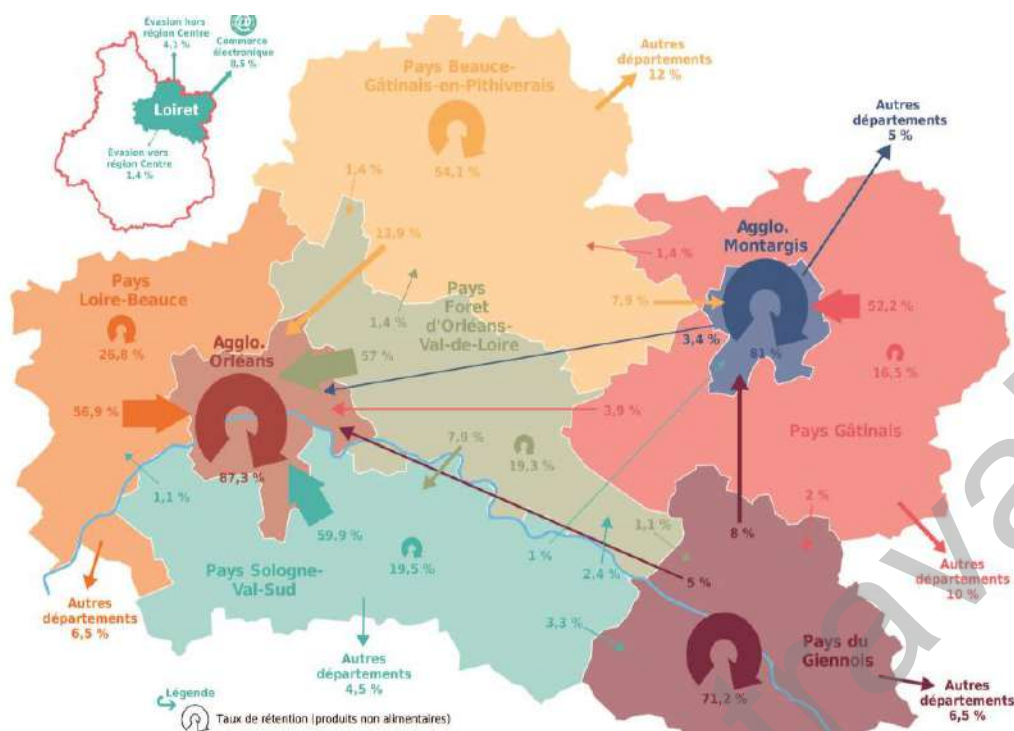 Évasion hors
région Centre
4,1 %
Commerce
électronique
8,5 %
Loiret
Évasion vers
région Centre
1,4 %
Pays Beauce-
Gâtinais-en-Pithiverais
54,1 %
Autres
départements
12 %
Autres
départements
5 %
1,4 %
13,9 %
Agglo.
Montargis
1,4 %
Pays
Loire-Beauce
26,8 %
Pays
Foret
d'Orléans-
Val-de-Loire
1,4 %
7,9 %
52,2 %
3,4 %
81 %
16,5 %
Agglo.
Orléans
57 %
56,9 %
3,9 %
Pays Gâtinais
87,3 %
7,9 %
19,3 %
1,1 %
2 %
59,9 %
1 %
1,1 %
8 %
Pays Sologne-
Val-Sud
19,5 %
2,4 %
5 %
Autres
départements
10 %
Autres
départements
6,5 %
3,3 %
Pays du
Giennois
Autres
départements
4,5 %
71,2 %
Autres
départements
6,5 %
Légende
Taux de rétention (produits non alimentaires)